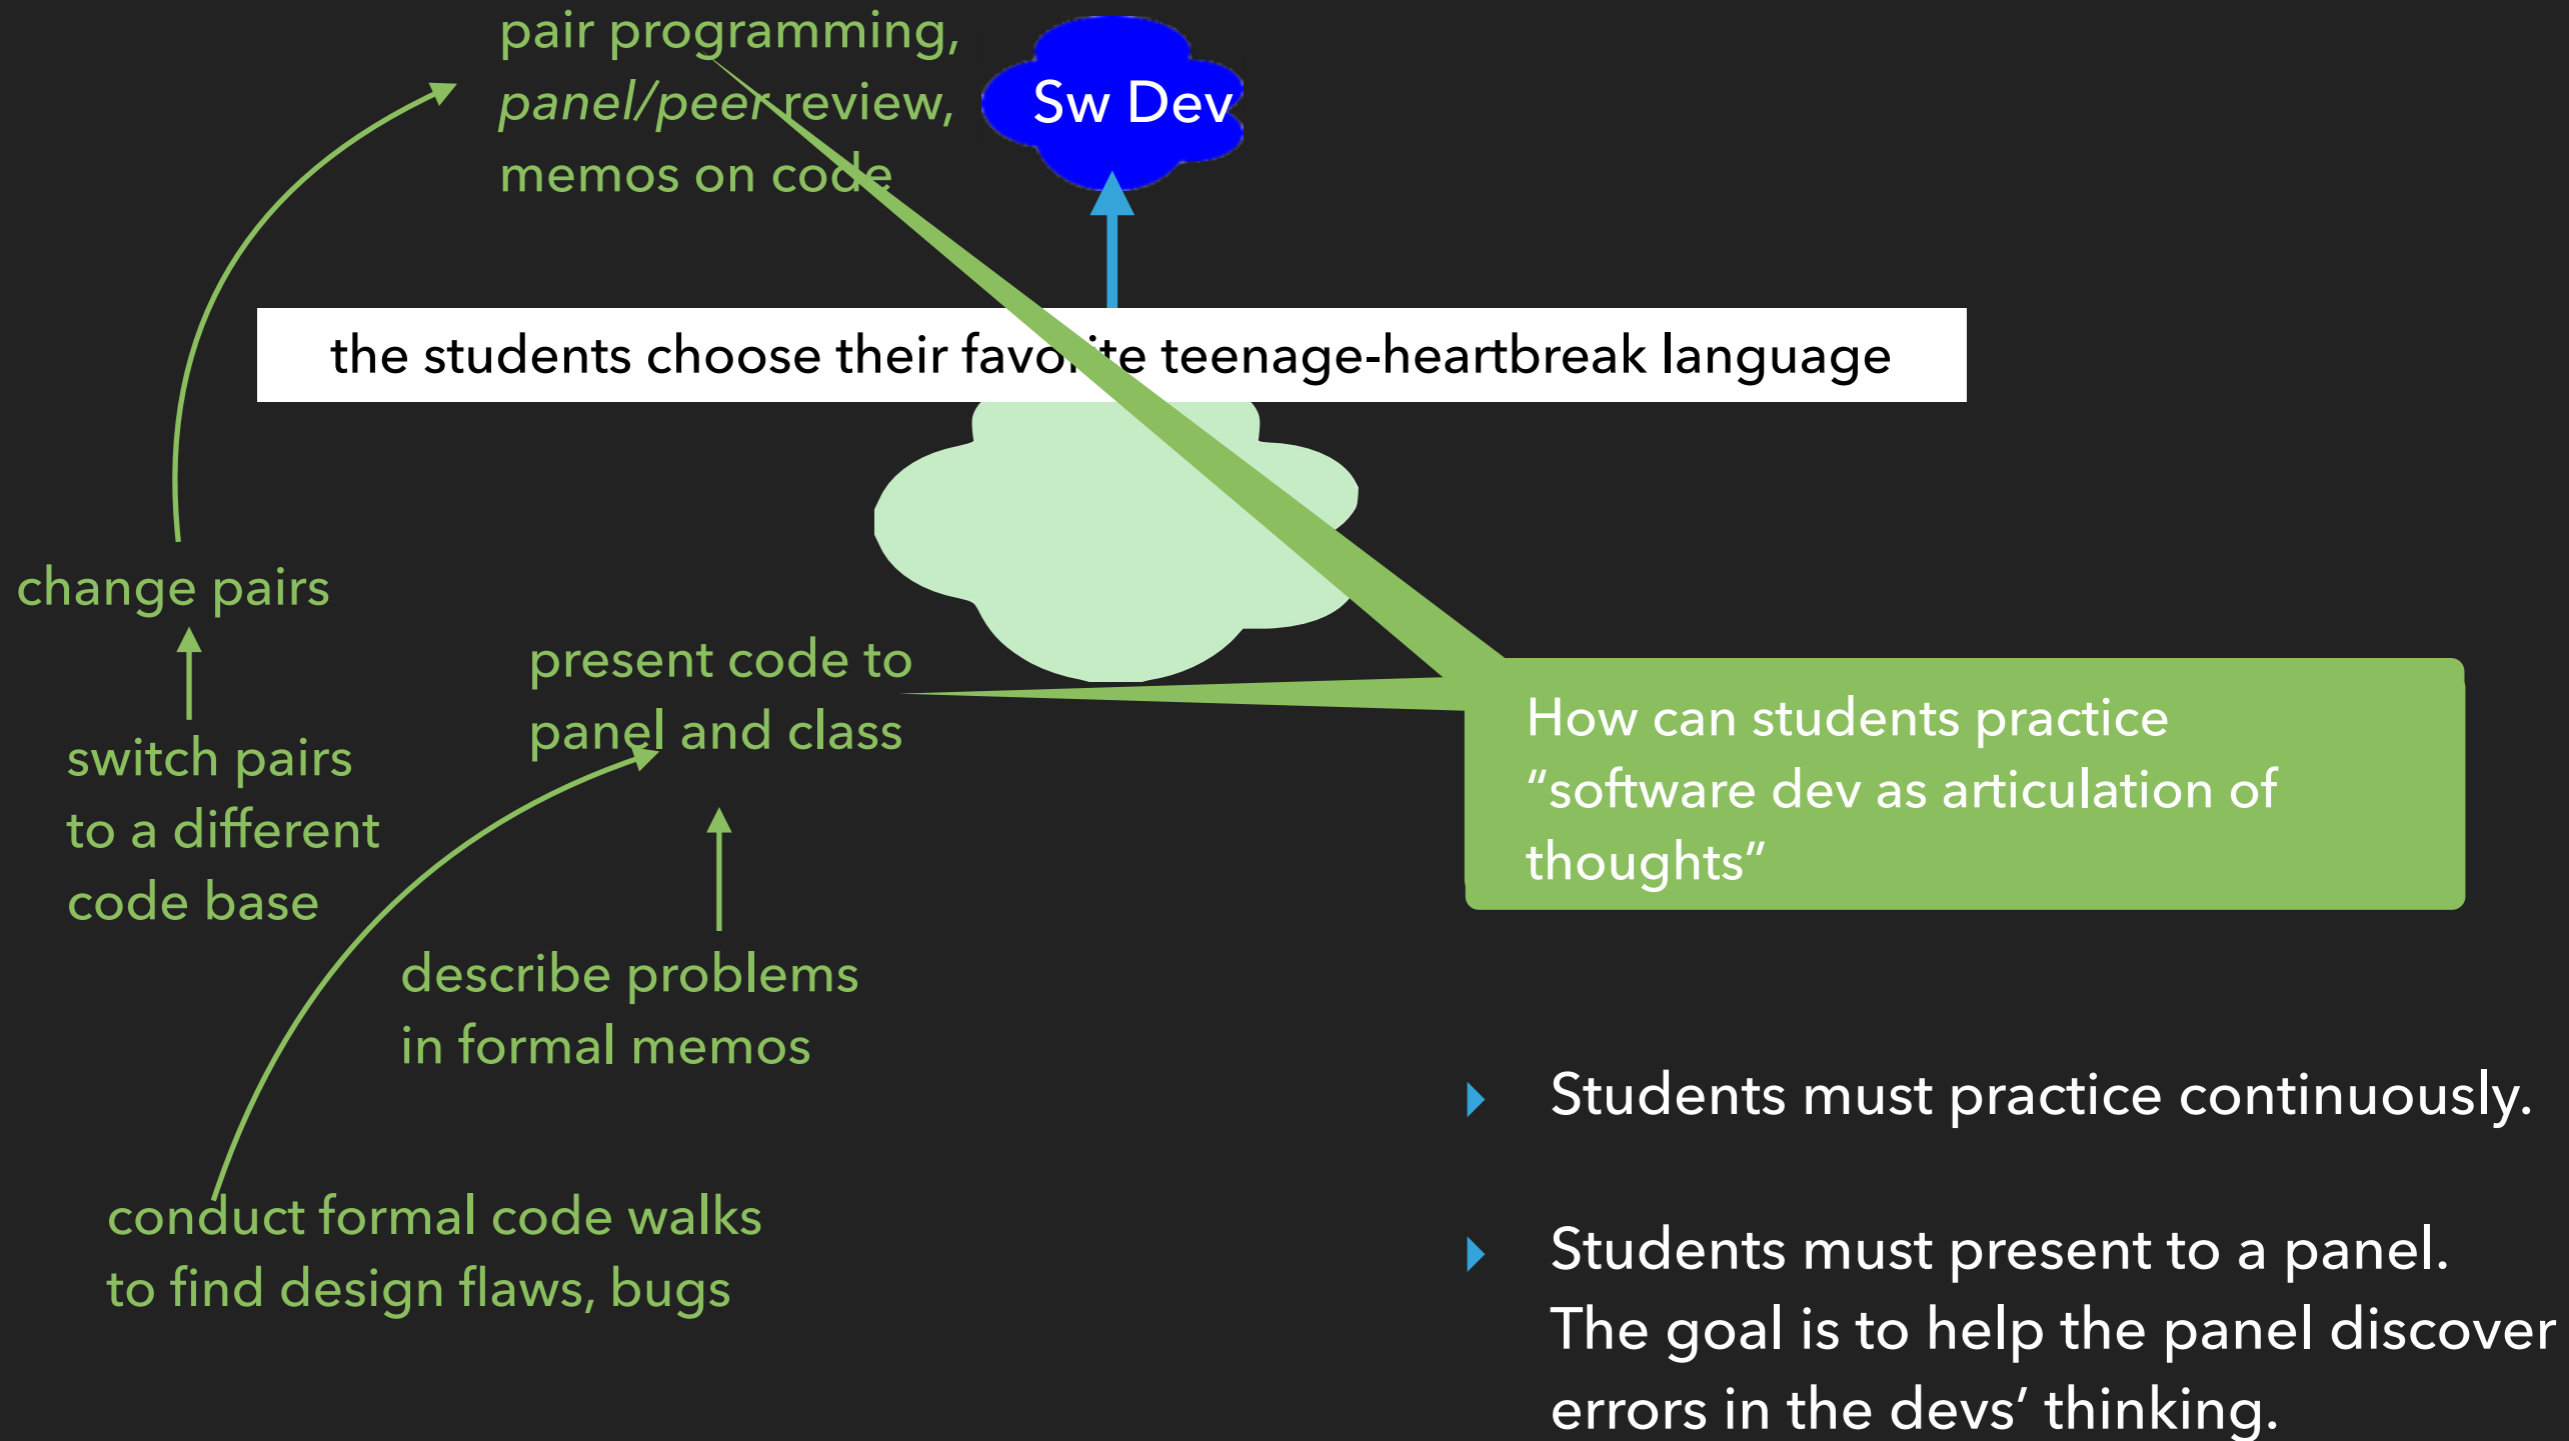 pair programming,
panel/peer review,
memos on code
Sw Dev
the students choose their favorite teenage-heartbreak language
change pairs
switch pairs
to a different
code base
present code to
panel and class
describe problems
in formal memos
conduct formal code walks
to find design flaws, bugs
How can students practice
“software dev as articulation of
thoughts”
Students must practice continuously.
Students must present to a panel.
The goal is to help the panel discover
errors in the devs’ thinking.